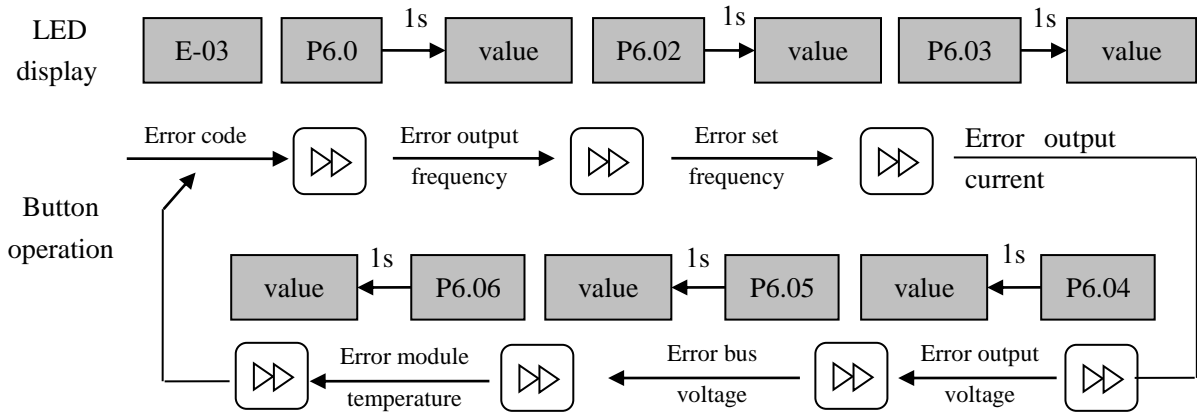 LED
display
E-03 P6.0 1s value P6.02 1s value P6.03 1s value
Button
operation
Error code
Error output
frequency
Error set
frequency
Error output
current
value 1s P6.06 value 1s P6.05 value 1s P6.04
Error module
temperature
Error bus
voltage
Error output
voltage